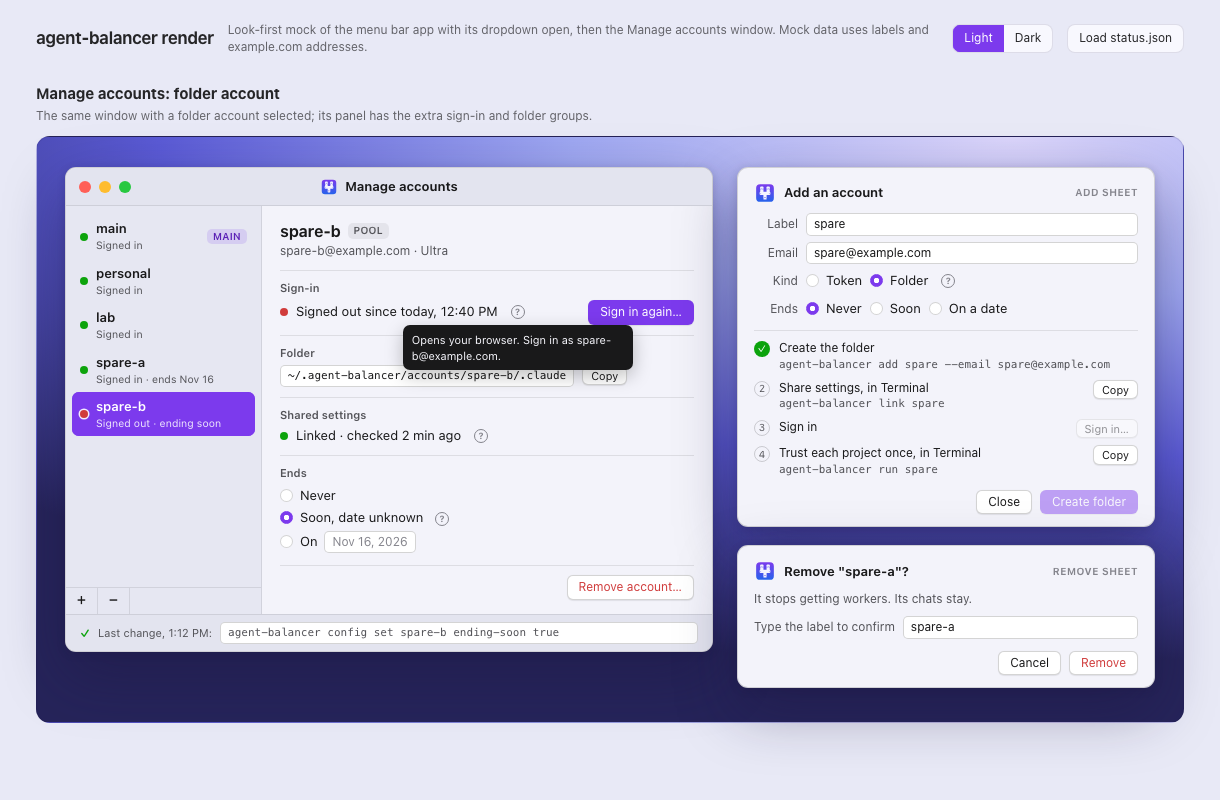 agent-balancer render
Look-first mock of the menu bar app with its dropdown open, then the Manage accounts window. Mock data uses labels and
example.com addresses.
Light
Dark
Load status.json
Manage accounts: folder account
The same window with a folder account selected; its panel has the extra sign-in and folder groups.
Manage accounts
main
Signed in
MAIN
personal
Signed in
lab
Signed in
spare-a
Signed in · ends Nov 16
spare-b
Signed out · ending soon
+
−
spare-b
POOL
spare-b@example.com · Ultra
Sign-in
Signed out since today, 12:40 PM
?
Sign in again…
Opens your browser. Sign in as spare-
b@example.com.
Folder
~/.agent-balancer/accounts/spare-b/.claude
Copy
Shared settings
Linked · checked 2 min ago
?
Ends
Never
Soon, date unknown
?
On
Nov 16, 2026
Remove account…
Last change, 1:12 PM:
agent-balancer config set spare-b ending-soon true
Add an account
ADD SHEET
Label
spare
Email
spare@example.com
Kind
Token
Folder
?
Ends
Never
Soon
On a date
Create the folder
agent-balancer add spare --email spare@example.com
2
Share settings, in Terminal
agent-balancer link spare
Copy
3
Sign in
Sign in…
4
Trust each project once, in Terminal
agent-balancer run spare
Copy
Close
Create folder
Remove "spare-a"?
REMOVE SHEET
It stops getting workers. Its chats stay.
Type the label to confirm
spare-a
Cancel
Remove